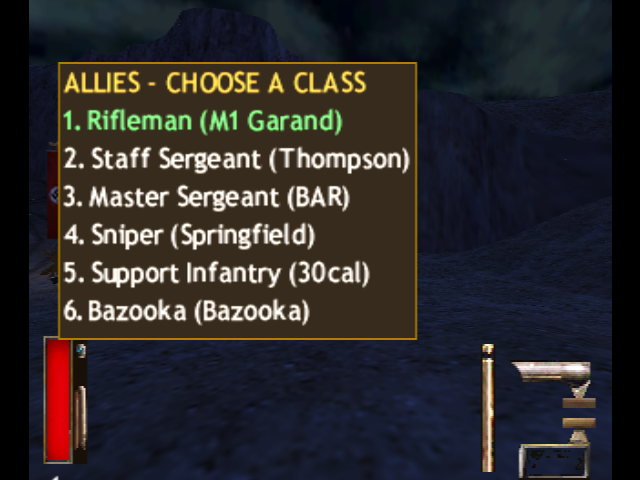 ALLIES - CHOOSE A CLASS
1. Rifleman (M1 Garand)
2. Staff Sergeant (Thompson)
3. Master Sergeant (BAR)
4. Sniper (Springfield)
5. Support Infantry (30cal)
6. Bazooka (Bazooka)